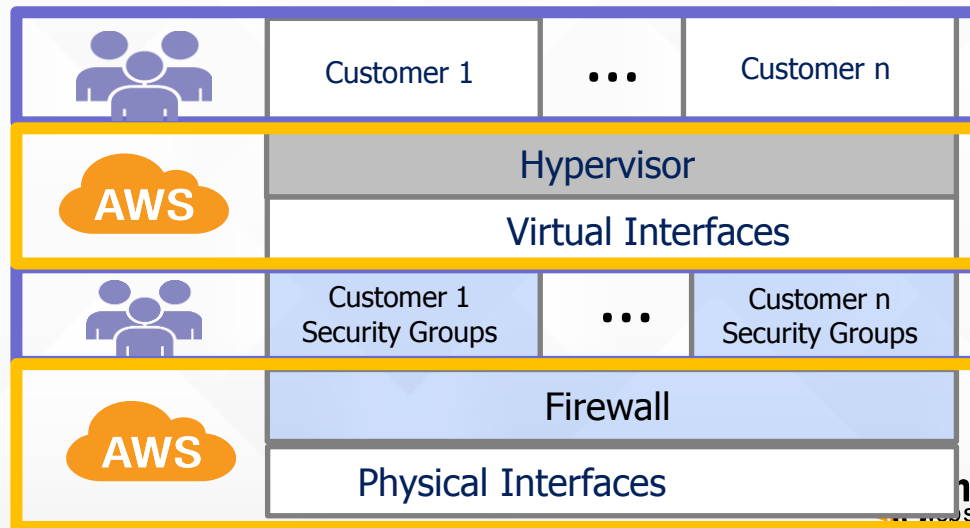 Customer 1
...
Customer n
AWS
Hypervisor
Virtual Interfaces
Customer 1
Security Groups
...
Customer n
Security Groups
AWS
Firewall
Physical Interfaces